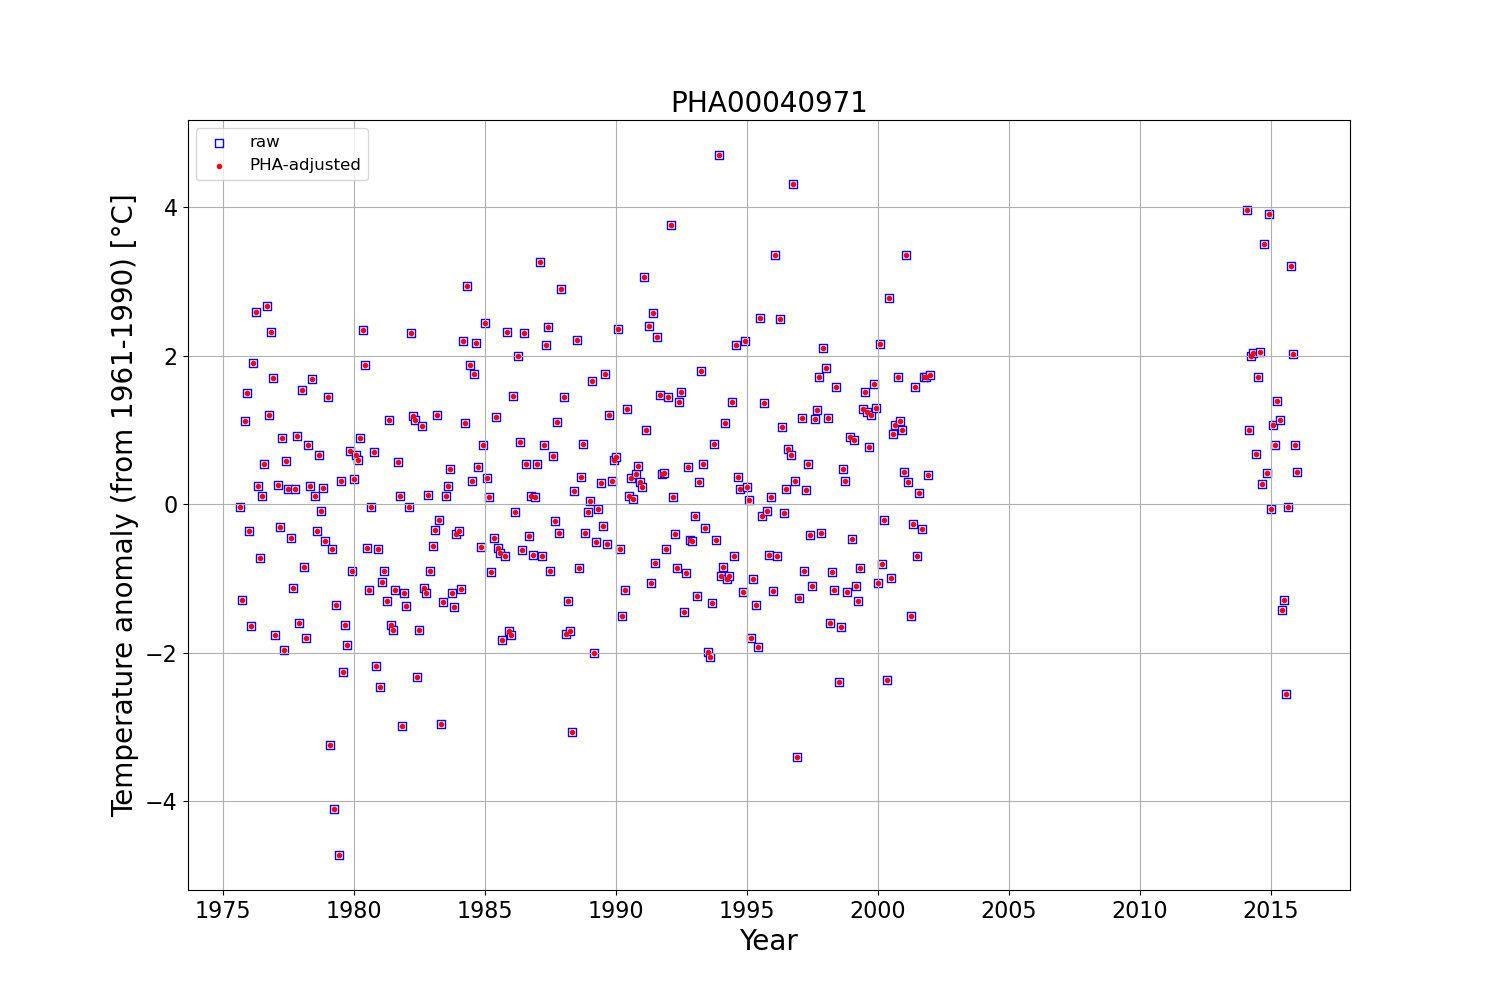 PHA00040971
raw
PHA-adjusted
Temperature anomaly (from 1961-1990) [°C]
4
2
0
−2
−4
1975 1980 1985 1990 1995 2000 2005 2010 2015
Year